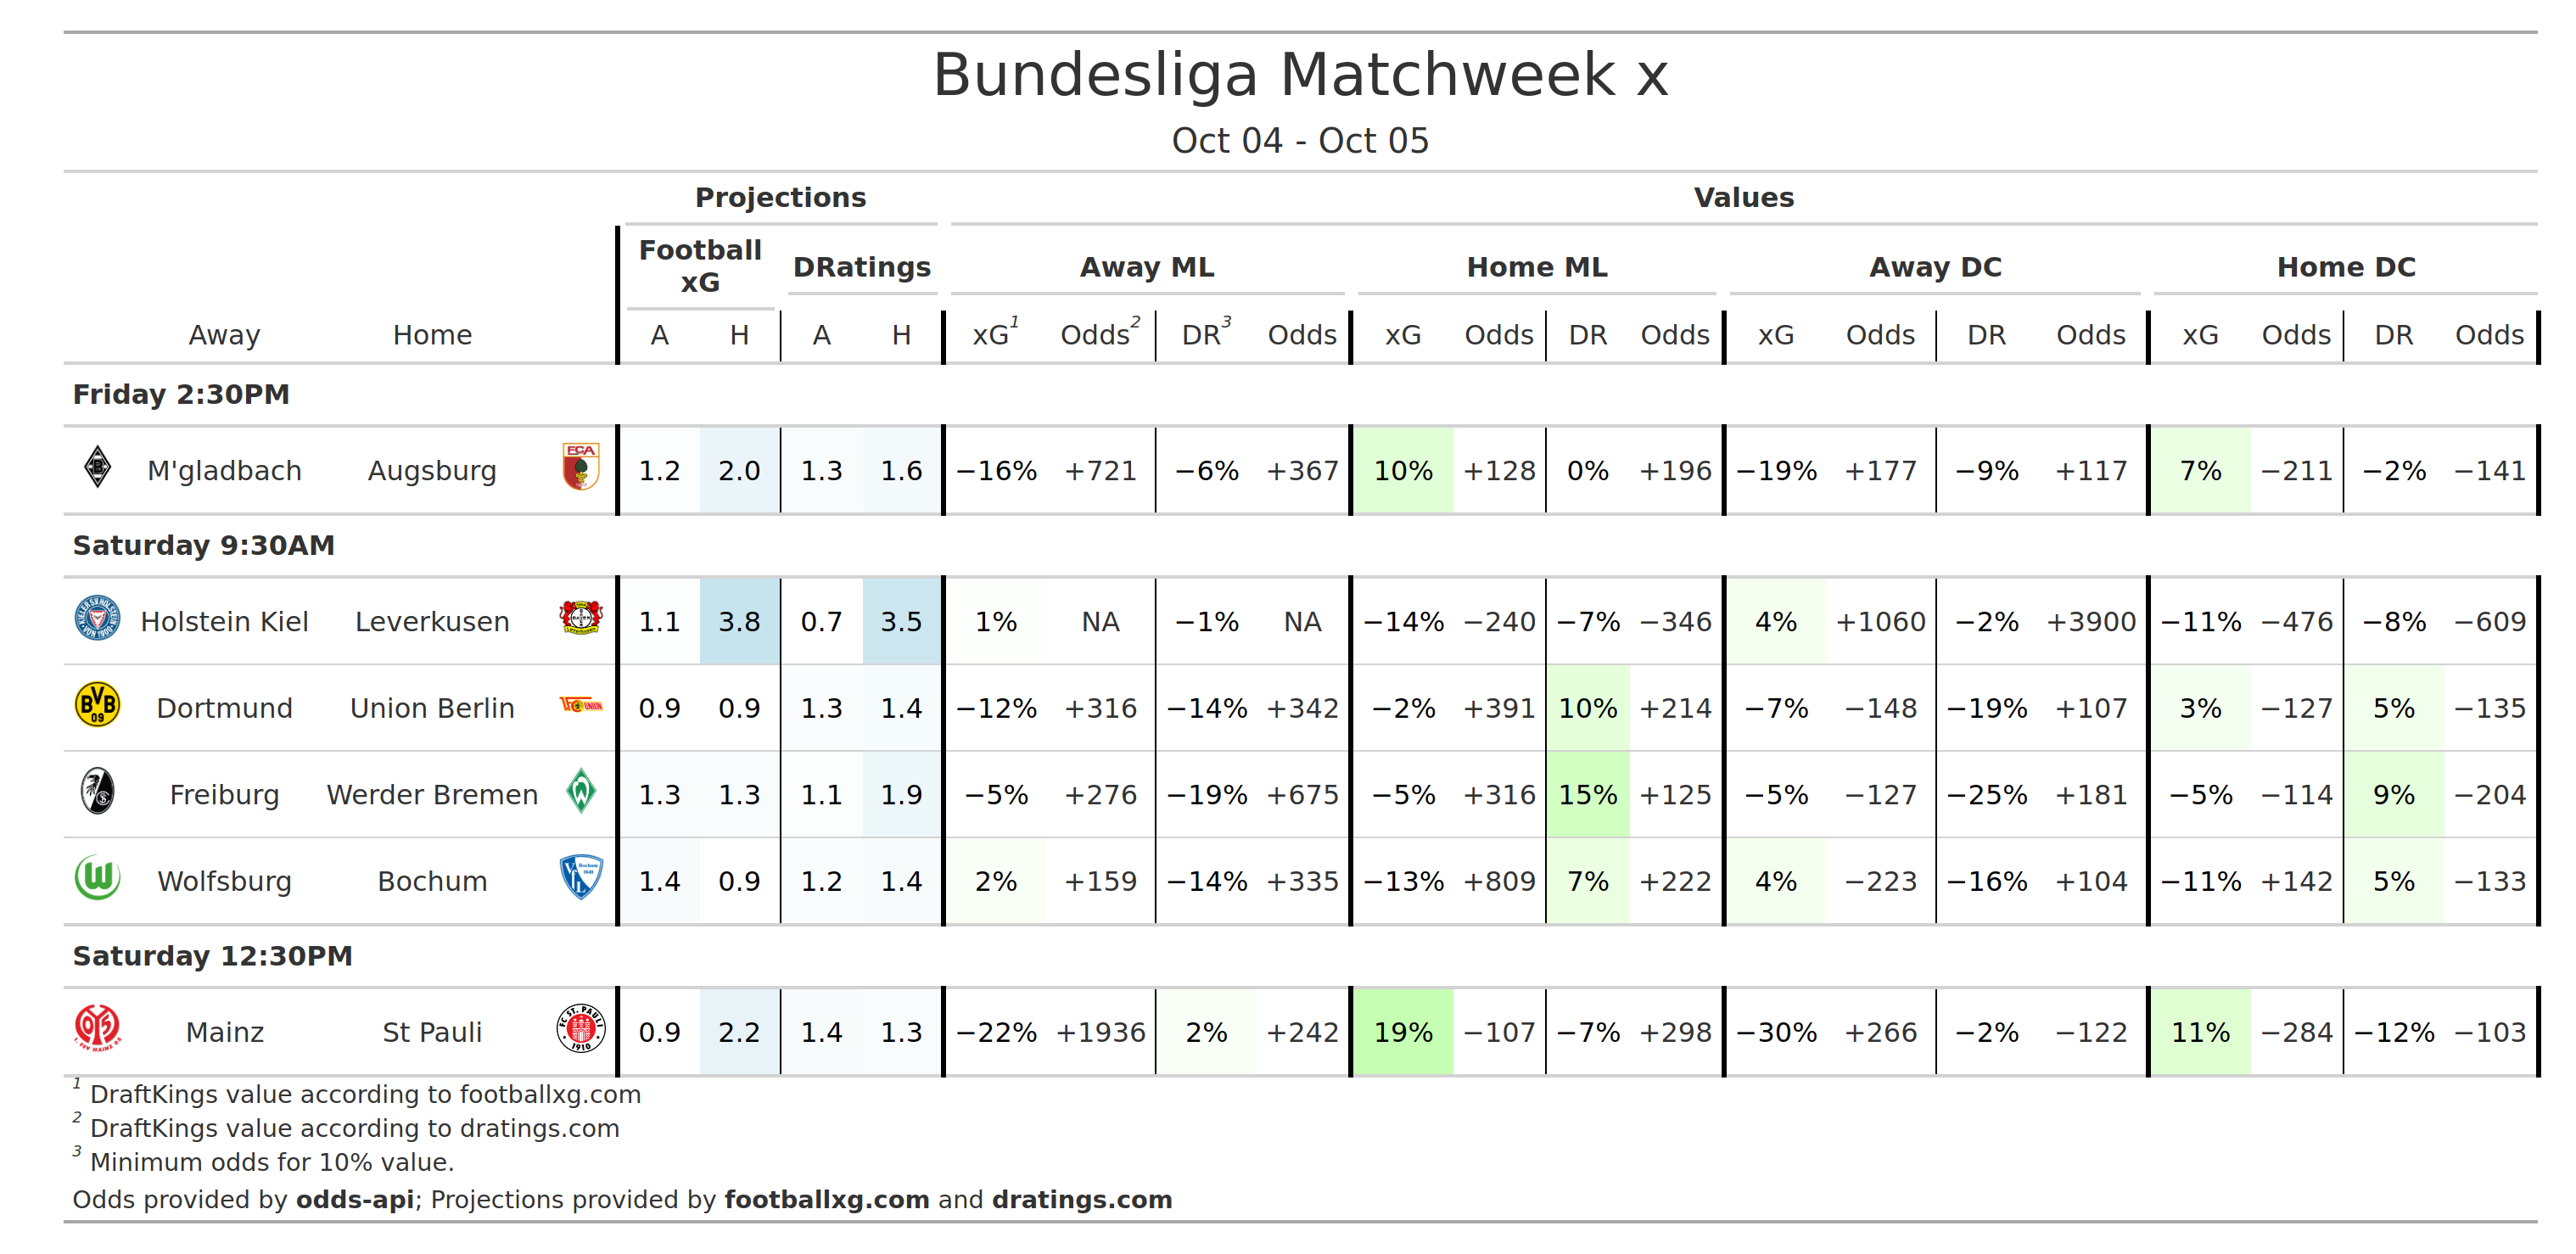 Bundesliga Matchweek x
Oct 04 - Oct 05
Projections Values
Football xG DRatings Away ML Home ML Away DC Home DC
Away Home A H A H xG1 Odds2 DR3 Odds xG Odds DR Odds xG Odds DR Odds xG Odds DR Odds
Friday 2:30PM
M'gladbach Augsburg 1.2 2.0 1.3 1.6 −16% +721 −6% +367 10% +128 0% +196 −19% +177 −9% +117 7% −211 −2% −141
Saturday 9:30AM
Holstein Kiel Leverkusen 1.1 3.8 0.7 3.5 1% NA −1% NA −14% −240 −7% −346 4% +1060 −2% +3900 −11% −476 −8% −609
Dortmund Union Berlin 0.9 0.9 1.3 1.4 −12% +316 −14% +342 −2% +391 10% +214 −7% −148 −19% +107 3% −127 5% −135
Freiburg Werder Bremen 1.3 1.3 1.1 1.9 −5% +276 −19% +675 −5% +316 15% +125 −5% −127 −25% +181 −5% −114 9% −204
Wolfsburg Bochum 1.4 0.9 1.2 1.4 2% +159 −14% +335 −13% +809 7% +222 4% −223 −16% +104 −11% +142 5% −133
Saturday 12:30PM
Mainz St Pauli 0.9 2.2 1.4 1.3 −22% +1936 2% +242 19% −107 −7% +298 −30% +266 −2% −122 11% −284 −12% −103
1 DraftKings value according to footballxg.com
2 DraftKings value according to dratings.com
3 Minimum odds for 10% value.
Odds provided by odds-api; Projections provided by footballxg.com and dratings.com